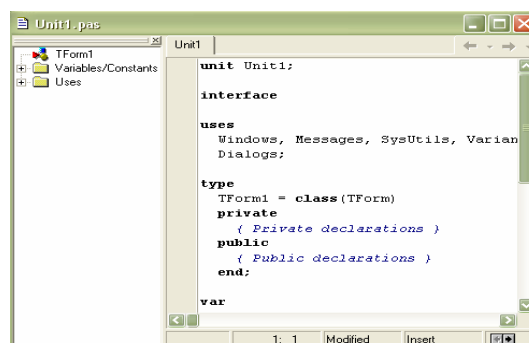 Unit1.pas
TForm1
Variables/Constants
Uses
Unit1
unit Unit1;
interface
uses
Windows, Messages, SysUtils, Varian
Dialogs;
type
TForm1 = class(TForm)
private
{ Private declarations }
public
{ Public declarations }
end;
var
1: 1 Modified Insert